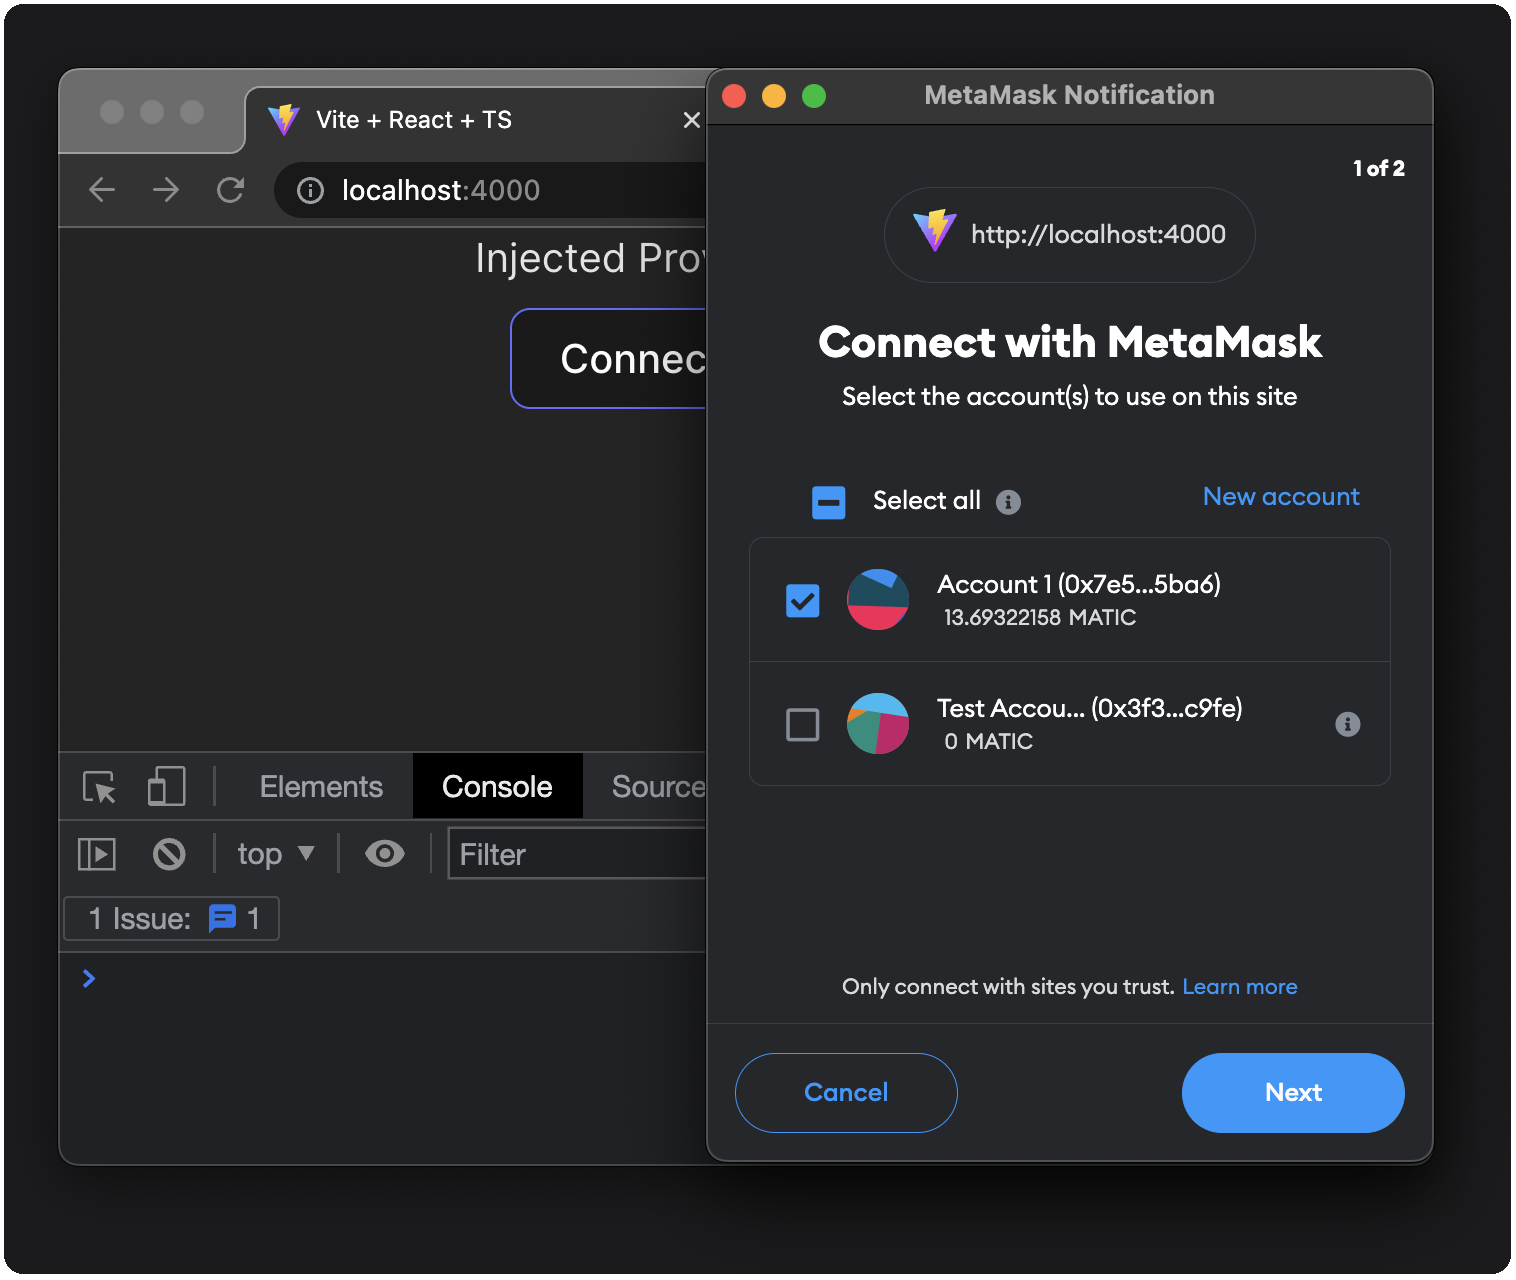 Vite + React + TS
localhost:4000
Injected Prov
Connec
Elements
Console
Source
top
Filter
1 Issue: 1
MetaMask Notification
1 of 2
http://localhost:4000
Connect with MetaMask
Select the account(s) to use on this site
Select all
New account
Account 1 (0x7e5...5ba6)
13.69322158 MATIC
Test Accou... (0x3f3...c9fe)
0 MATIC
Only connect with sites you trust. Learn more
Cancel
Next